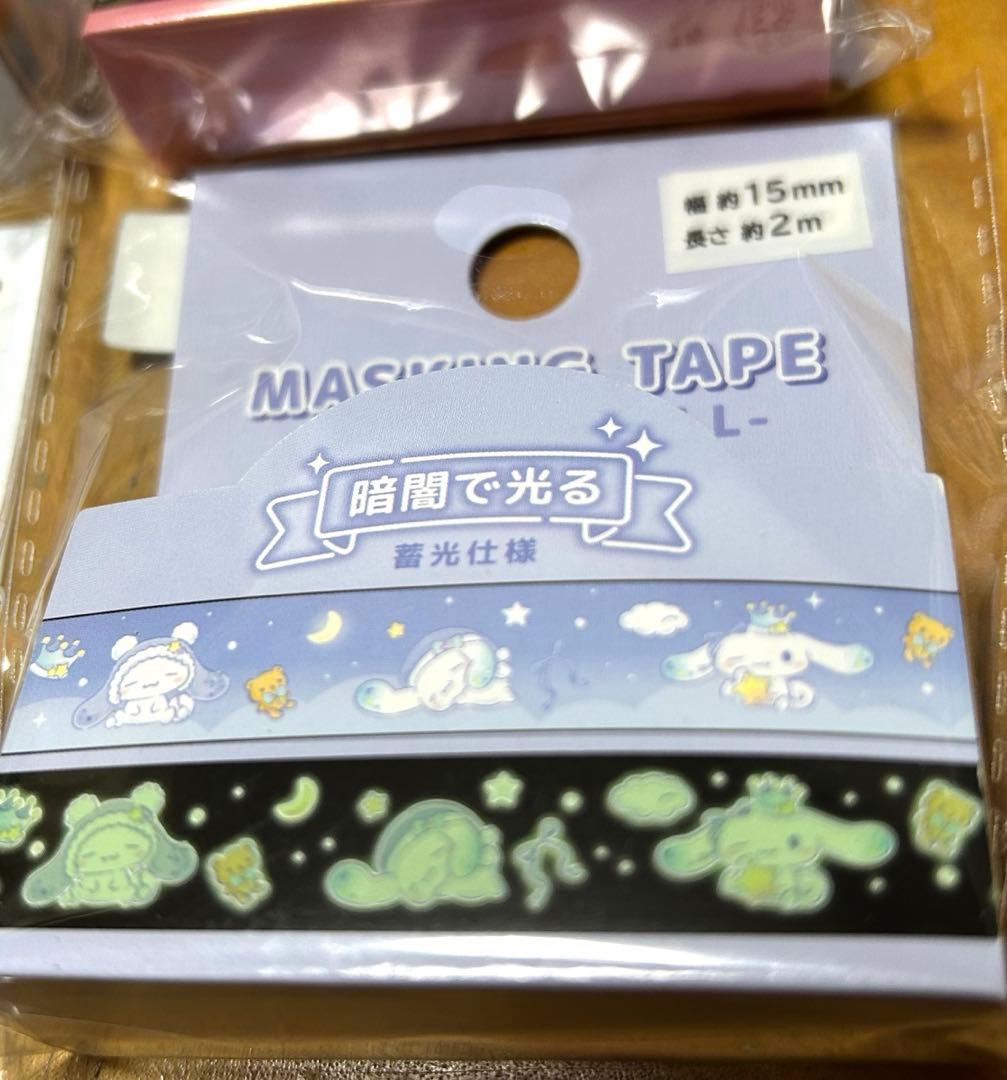 幅 約15mm
長さ 約2m
MASKING TAPE
L-
暗闇で光る
蓄光仕様